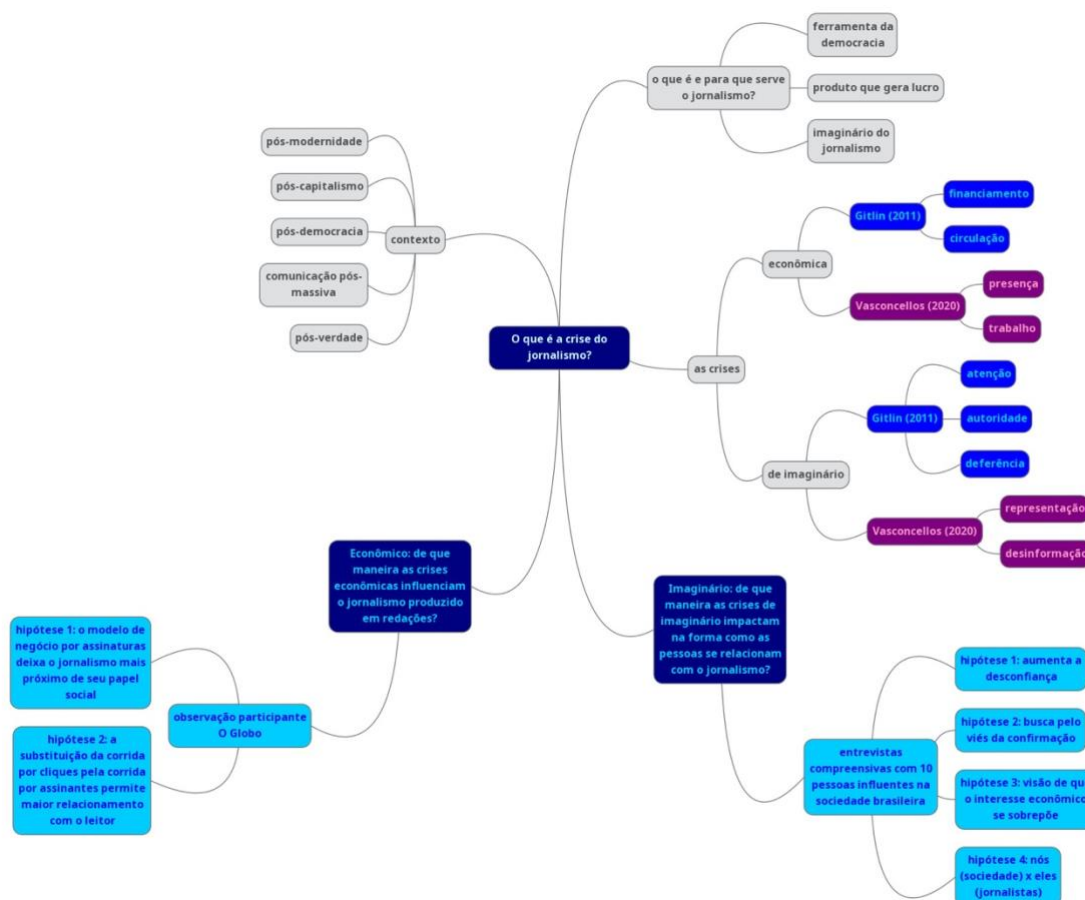 ferramenta da
democracia
o que é e para que serve
o jornalismo?
produto que gera lucro
imaginário do
jornalismo
pós-modernidade
pós-capitalismo
pós-democracia
comunicação pós-
massiva
pós-verdade
contexto
O que é a crise do
jornalismo?
as crises
econômica
Gitlin (2011)
financiamento
circulação
Vasconcellos (2020)
presença
trabalho
de imaginário
Gitlin (2011)
atenção
autoridade
deferência
Vasconcellos (2020)
representação
desinformação
Econômico: de que
maneira as crises
econômicas influenciam
o jornalismo produzido
em redações?
observação participante
O Globo
hipótese 1: o modelo de
negócio por assinaturas
deixa o jornalismo mais
próximo de seu papel
social
hipótese 2: a
substituição da corrida
por cliques pela corrida
por assinantes permite
maior relacionamento
com o leitor
Imaginário: de que
maneira as crises de
imaginário impactam
na forma como as
pessoas se relacionam
com o jornalismo?
entrevistas
compreensivas com 10
pessoas influentes na
sociedade brasileira
hipótese 1: aumenta a
desconfiança
hipótese 2: busca pelo
viés da confirmação
hipótese 3: visão de que
o interesse econômico
se sobrepõe
hipótese 4: nós
(sociedade) x eles
(jornalistas)